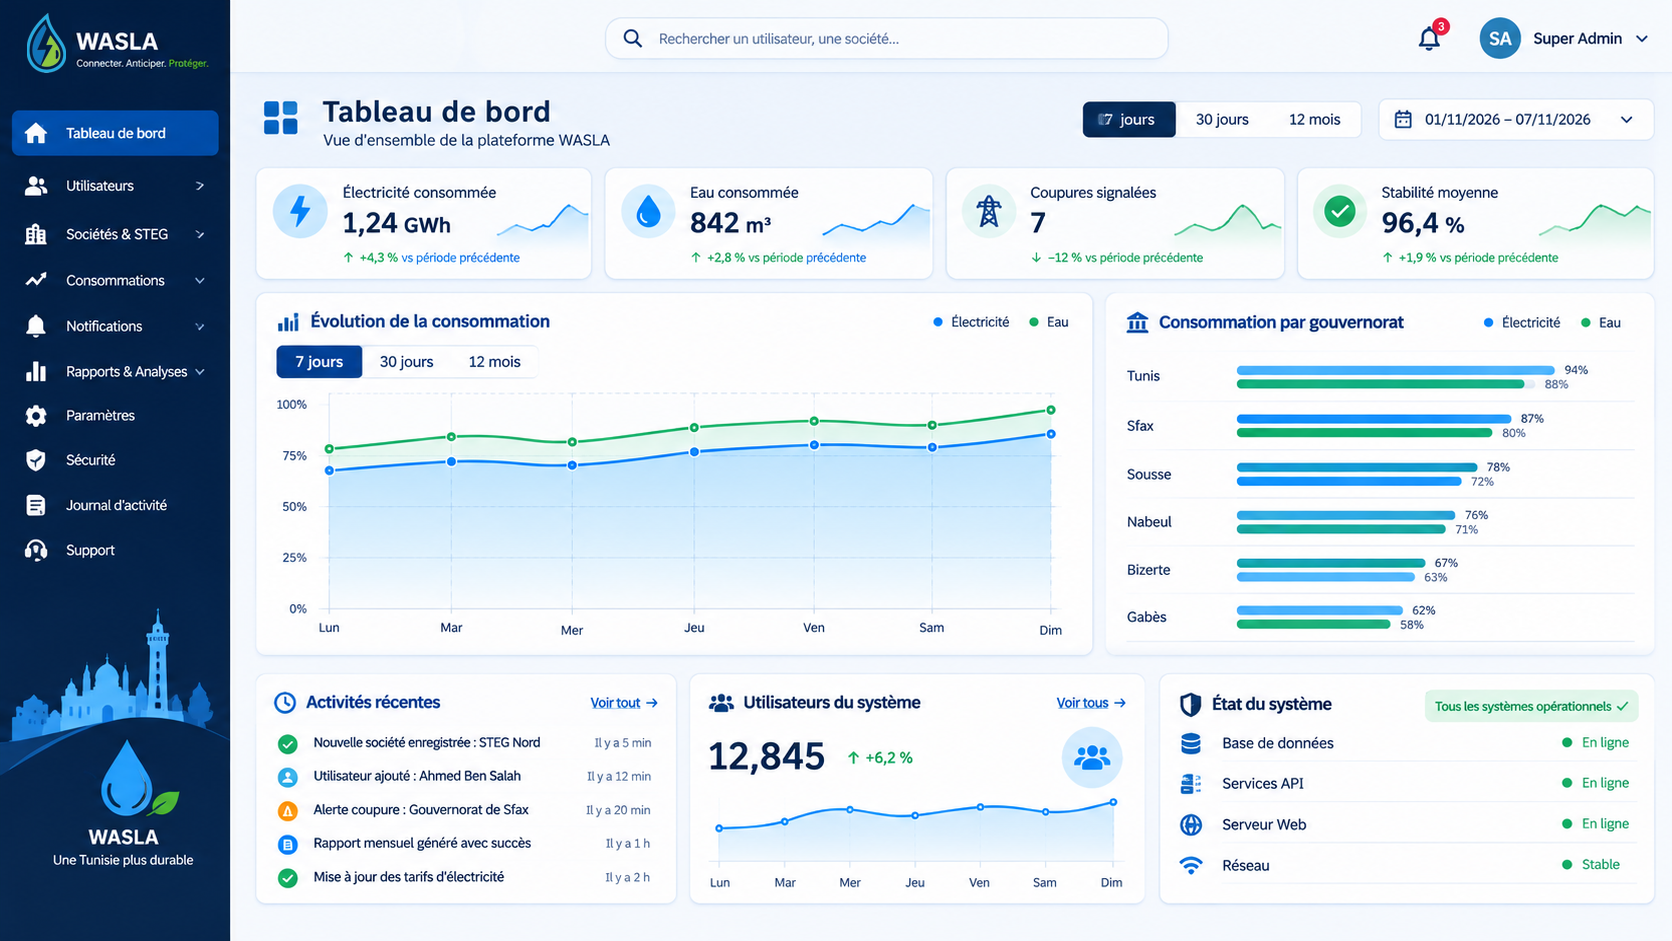 WASLA
Connecter. Anticiper. Protéger.
Rechercher un utilisateur, une société...
3
SA
Super Admin
Tableau de bord
Utilisateurs
Sociétés & STEG
Consommations
Notifications
Rapports & Analyses
Paramètres
Sécurité
Journal d'activité
Support
WASLA
Une Tunisie plus durable
Tableau de bord
Vue d'ensemble de la plateforme WASLA
7 jours
30 jours
12 mois
01/11/2026 – 07/11/2026
Électricité consommée
1,24 GWh
↑ +4,3 % vs période précédente
Eau consommée
842 m³
↑ +2,8 % vs période précédente
Coupures signalées
7
↓ −12 % vs période précédente
Stabilité moyenne
96,4 %
↑ +1,9 % vs période précédente
Évolution de la consommation
Électricité
Eau
7 jours
30 jours
12 mois
100%
75%
50%
25%
0%
Lun
Mar
Mer
Jeu
Ven
Sam
Dim
Consommation par gouvernorat
Électricité
Eau
Tunis
94%
88%
Sfax
87%
80%
Sousse
78%
72%
Nabeul
76%
71%
Bizerte
67%
63%
Gabès
62%
58%
Activités récentes
Voir tout →
Nouvelle société enregistrée : STEG Nord
Il y a 5 min
Utilisateur ajouté : Ahmed Ben Salah
Il y a 12 min
Alerte coupure : Gouvernorat de Sfax
Il y a 20 min
Rapport mensuel généré avec succès
Il y a 1 h
Mise à jour des tarifs d'électricité
Il y a 2 h
Utilisateurs du système
Voir tous →
12,845
↑ +6,2 %
Lun
Mar
Mer
Jeu
Ven
Sam
Dim
État du système
Tous les systèmes opérationnels ✓
Base de données
En ligne
Services API
En ligne
Serveur Web
En ligne
Réseau
Stable